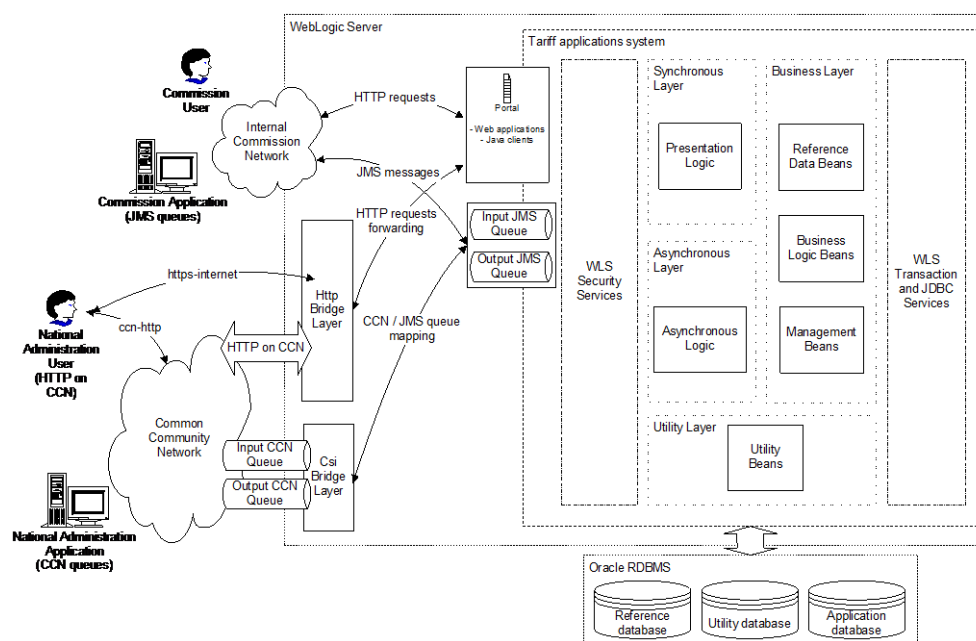 WebLogic Server
Tariff applications system
Commission
User
Internal
Commission
Network
HTTP requests
Portal
- Web applications
- Java clients
Synchronous
Layer
Presentation
Logic
Business Layer
Reference
Data Beans
Commission Application
(JMS queues)
JMS messages
HTTP requests
forwarding
Input JMS
Queue
Output JMS
Queue
WLS
Security
Services
Asynchronous
Layer
Asynchronous
Logic
Business
Logic Beans
Management
Beans
WLS
Transaction
and JDBC
Services
https-internet
Http
Bridge
Layer
National
Administration
User
(HTTP on
CCN)
ccn-http
HTTP on CCN
CCN / JMS queue
mapping
Common
Community
Network
Input CCN
Queue
Output CCN
Queue
Csi
Bridge
Layer
Utility Layer
Utility
Beans
National Administration
Application
(CCN queues)
Oracle RDBMS
Reference
database
Utility database
Application
database